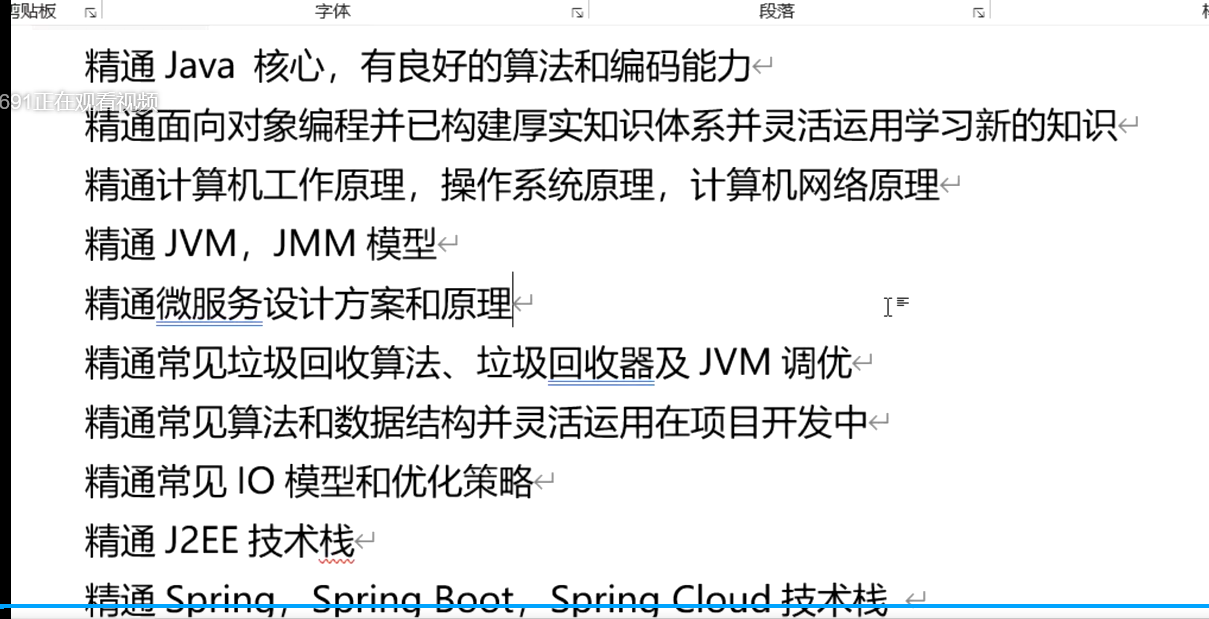 剪贴板 字体 段落
精通 Java 核心，有良好的算法和编码能力
691正在观看视频
精通面向对象编程并已构建厚实知识体系并灵活运用学习新的知识
精通计算机工作原理，操作系统原理，计算机网络原理
精通 JVM，JMM 模型
精通微服务设计方案和原理
精通常见垃圾回收算法、垃圾回收器及 JVM 调优
精通常见算法和数据结构并灵活运用在项目开发中
精通常见 IO 模型和优化策略
精通 J2EE 技术栈
精通 Spring，Spring Boot，Spring Cloud 技术栈